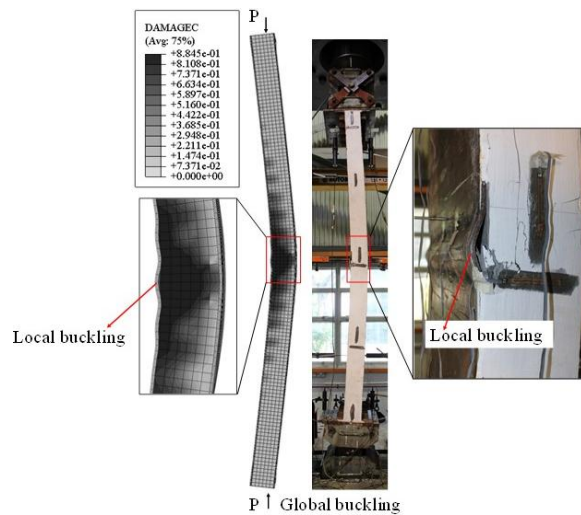 P
DAMAGEC
(Avg: 75%)
+8.845e-01
+8.108e-01
+7.371e-01
+6.634e-01
+5.897e-01
+5.160e-01
+4.422e-01
+3.685e-01
+2.948e-01
+2.211e-01
+1.474e-01
+7.371e-02
+0.000e+00
Local buckling
Local buckling
P
Global buckling